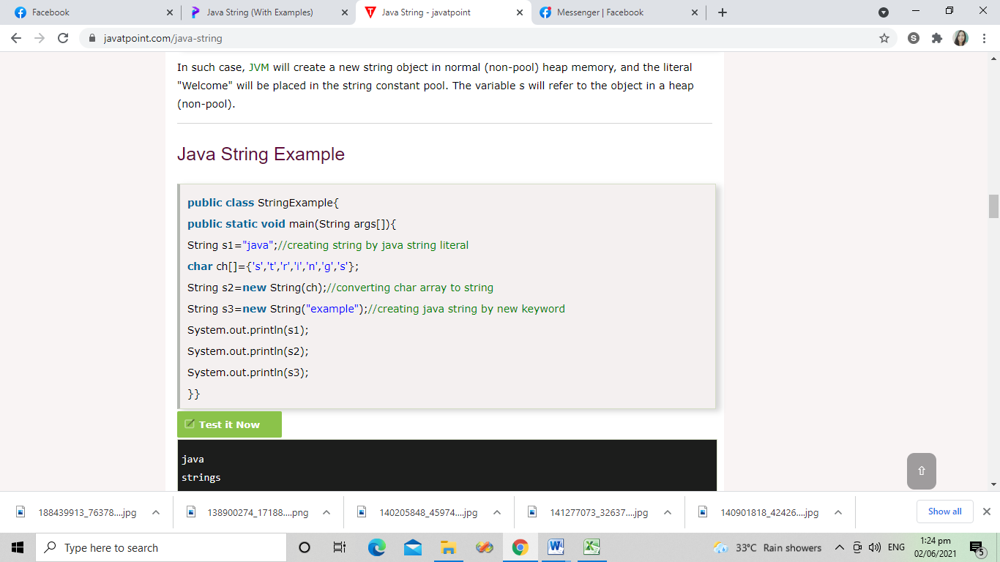 Facebook
Java String (With Examples)
Java String - javatpoint
Messenger | Facebook
javatpoint.com/java-string
S
In such case, JVM will create a new string object in normal (non-pool) heap memory, and the literal
"Welcome" will be placed in the string constant pool. The variable s will refer to the object in a heap
(non-pool).
Java String Example
public class StringExample{
public static void main(String args[]){
String s1="java";//creating string by java string literal
char ch[]={'s','t','r','i','n','g','s'};
String s2=new String(ch);//converting char array to string
String s3=new String("example");//creating java string by new keyword
System.out.println(s1);
System.out.println(s2);
System.out.println(s3);
}}
Test it Now
java
strings
188439913_76378....jpg
138900274_17188....png
140205848_45974....jpg
141277073_32637....jpg
140901818_42426....jpg
Show all
Type here to search
33°C Rain showers
ENG
1:24 pm
02/06/2021
5